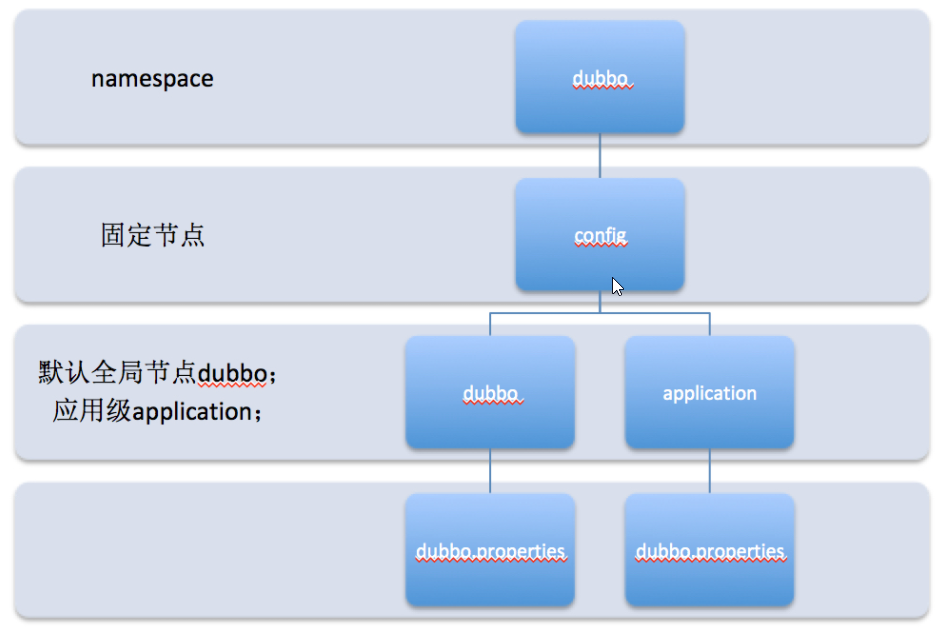 namespace
dubbo
固定节点
config
默认全局节点dubbo；
应用级application；
dubbo
application
dubbo.properties
dubbo.properties